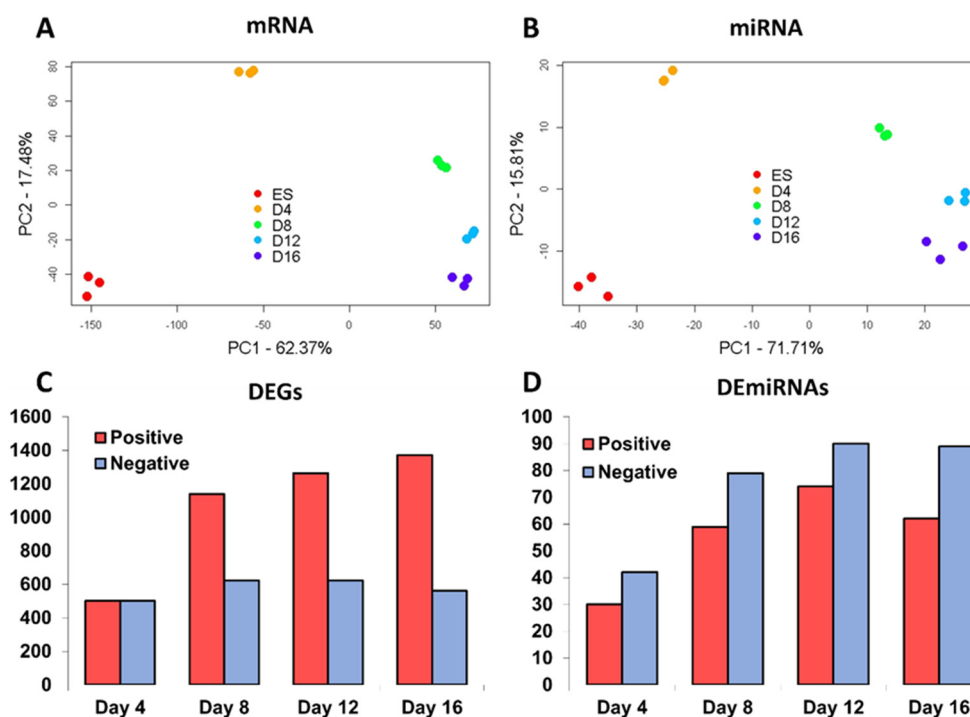 A
mRNA
80
60
40
20
0
-20
-40
PC2 - 17.48%
ES
D4
D8
D12
D16
-150
-100
-50
0
50
PC1 - 62.37%
B
miRNA
20
10
0
-10
PC2 - 15.81%
ES
D4
D8
D12
D16
-40
-30
-20
-10
0
10
20
PC1 - 71.71%
C
DEGs
1600
1400
1200
1000
800
600
400
200
0
Positive
Negative
Day 4
Day 8
Day 12
Day 16
D
DEmiRNAs
100
90
80
70
60
50
40
30
20
10
0
Positive
Negative
Day 4
Day 8
Day 12
Day 16